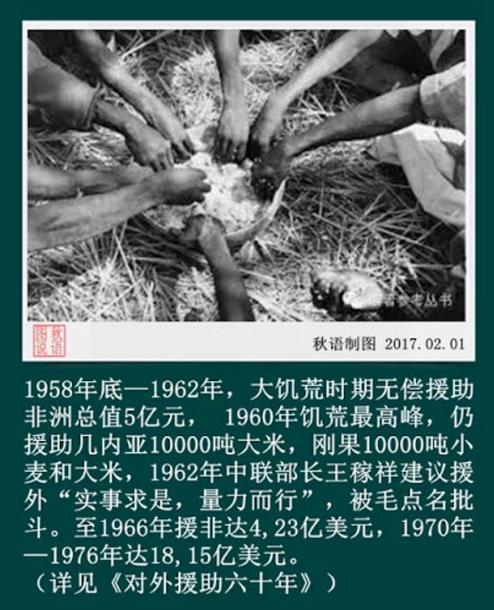 者参考丛书
秋语制图 2017.02.01
秋语
图说
1958年底—1962年，大饥荒时期无偿援助
非洲总值5亿元， 1960年饥荒最高峰，仍
援助几内亚10000吨大米，刚果10000吨小
麦和大米，1962年中联部长王稼祥建议援
外“实事求是，量力而行”，被毛点名批
斗。至1966年援非达4,23亿美元，1970年
—1976年达18,15亿美元。
（详见《对外援助六十年》）